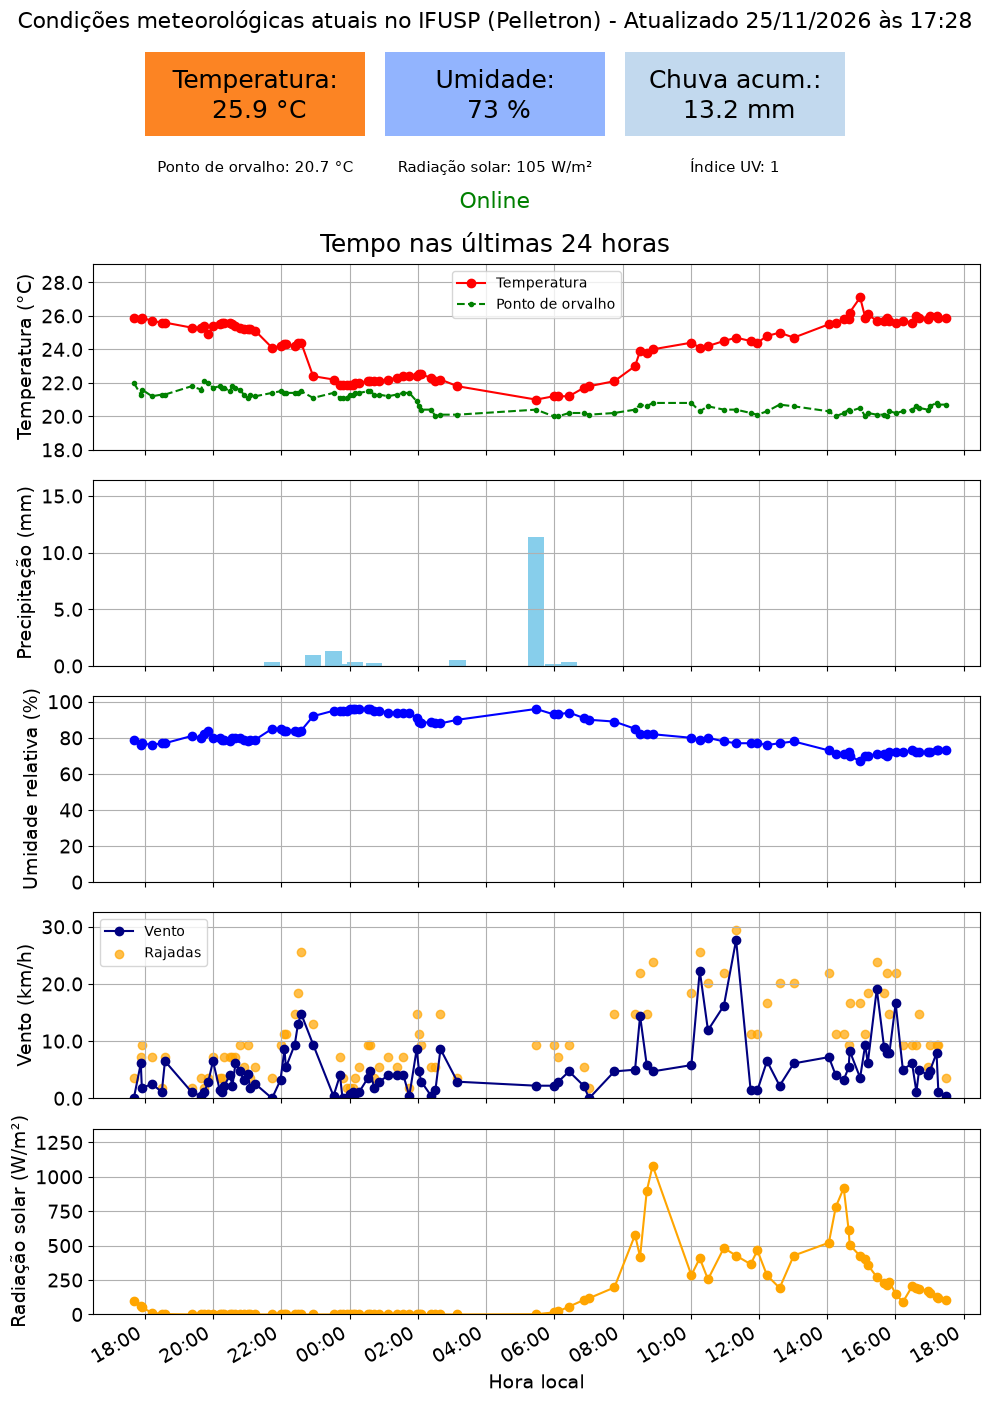 Condições meteorológicas atuais no IFUSP (Pelletron) - Atualizado 25/11/2026 às 17:28
Temperatura:
25.9 °C
Umidade:
73 %
Chuva acum.:
13.2 mm
Ponto de orvalho: 20.7 °C
Radiação solar: 105 W/m²
Índice UV: 1
Online
Tempo nas últimas 24 horas
Temperatura (°C)
28.0
26.0
24.0
22.0
20.0
18.0
Temperatura
Ponto de orvalho
Precipitação (mm)
15.0
10.0
5.0
0.0
Umidade relativa (%)
100
80
60
40
20
0
Vento (km/h)
30.0
20.0
10.0
0.0
Vento
Rajadas
Radiação solar (W/m²)
1250
1000
750
500
250
0
18:00
20:00
22:00
00:00
02:00
04:00
06:00
08:00
10:00
12:00
14:00
16:00
18:00
Hora local